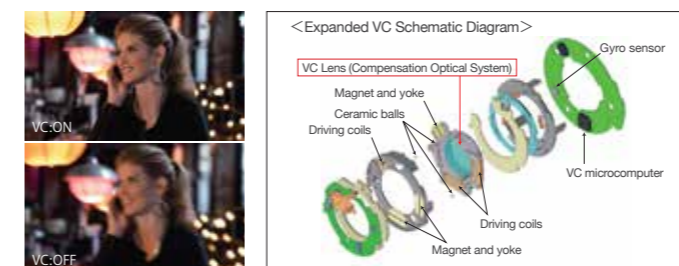 VC:ON
VC:OFF
＜Expanded VC Schematic Diagram＞
Gyro sensor
VC Lens (Compensation Optical System)
Magnet and yoke
Ceramic balls
Driving coils
VC microcomputer
Driving coils
Magnet and yoke